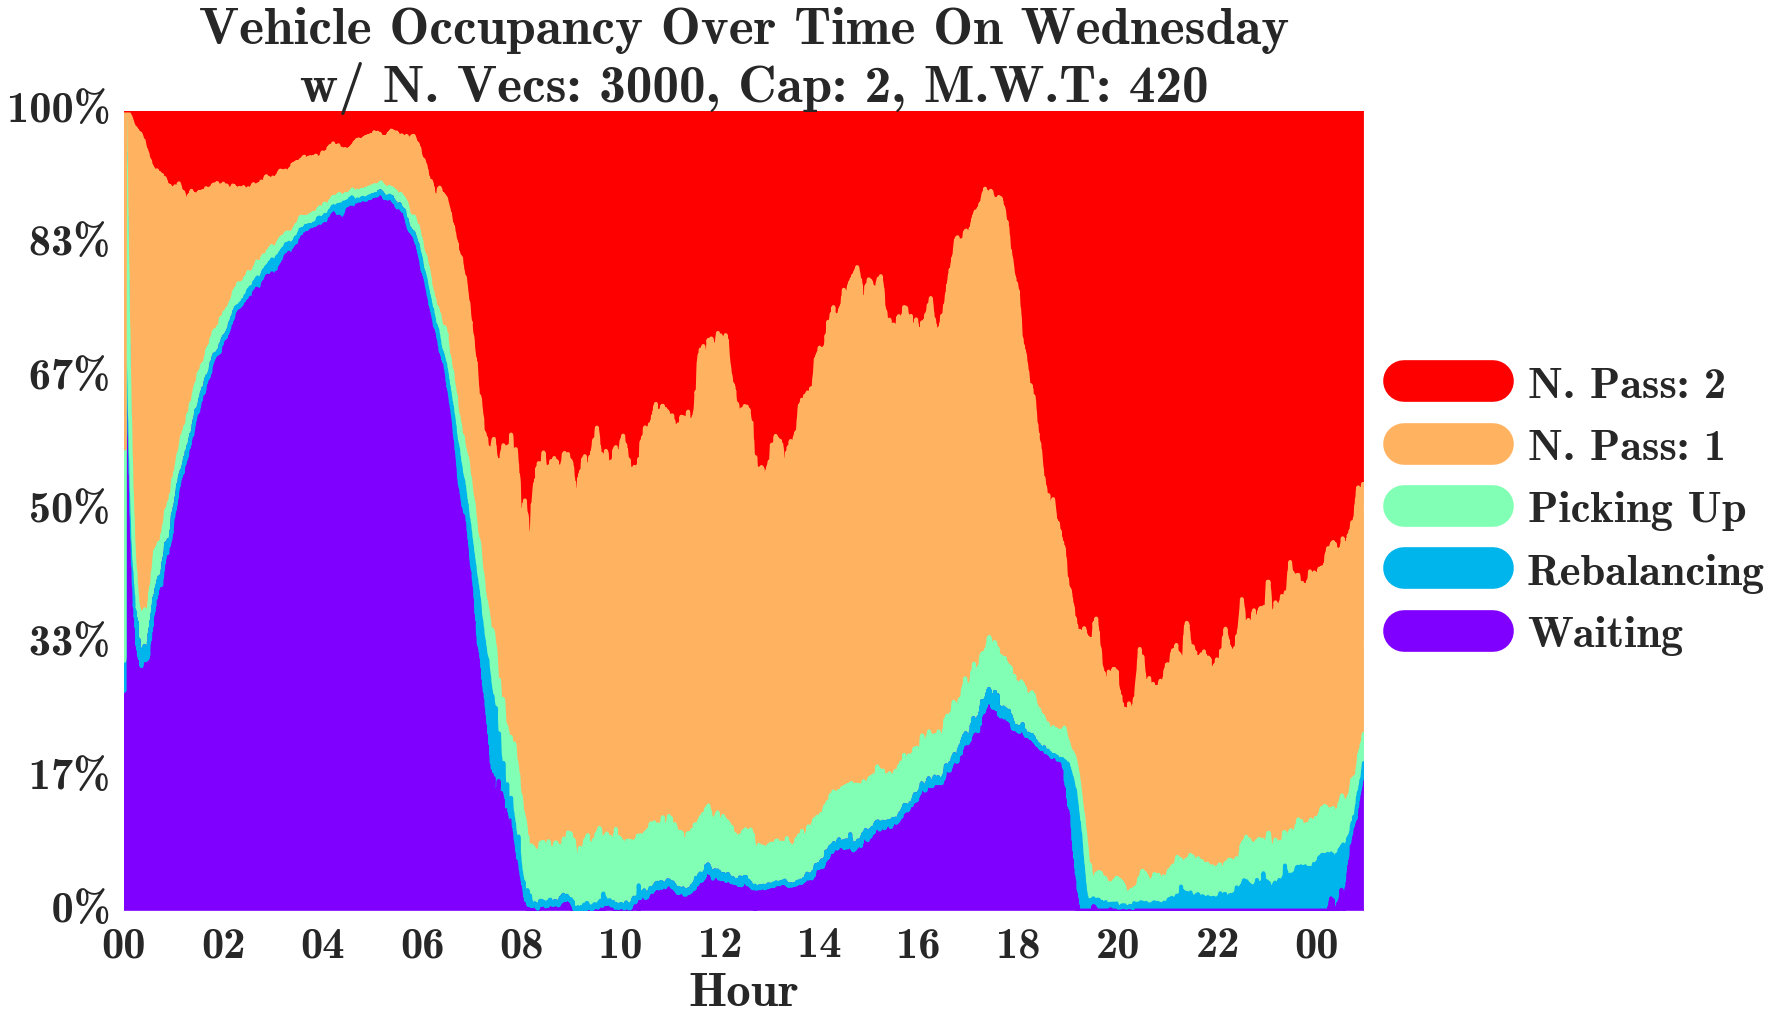 Vehicle Occupancy Over Time On Wednesday
w/ N. Vecs: 3000, Cap: 2, M.W.T: 420
100%
83%
67%
50%
33%
17%
0%
00 02 04 06 08 10 12 14 16 18 20 22 00
Hour
N. Pass: 2
N. Pass: 1
Picking Up
Rebalancing
Waiting